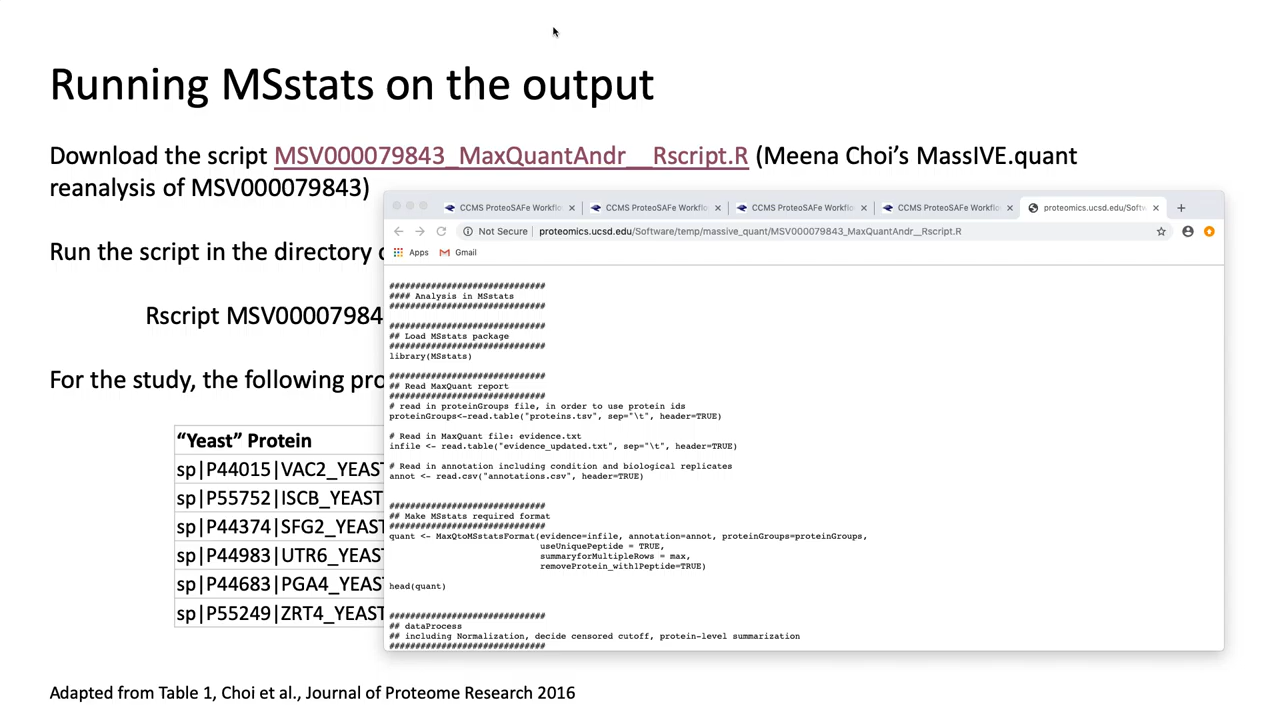 Running MSstats on the output
Download the script MSV000079843_MaxQuantAndr__Rscript.R (Meena Choi's MassIVE.quant
reanalysis of MSV000079843)
Run the script in the directory
Rscript MSV00007984
For the study, the following pro
"Yeast" Protein
sp|P44015|VAC2_YEAST
sp|P55752|ISCB_YEAST
sp|P44374|SFG2_YEAST
sp|P44983|UTR6_YEAST
sp|P44683|PGA4_YEAST
sp|P55249|ZRT4_YEAST
Adapted from Table 1, Choi et al., Journal of Proteome Research 2016
CCMS ProteoSAFe Workflo
CCMS ProteoSAFe Workflo
CCMS ProteoSAFe Workflo
CCMS ProteoSAFe Workflo
proteomics.ucsd.edu/Softw
Not Secure
proteomics.ucsd.edu/Software/temp/massive_quant/MSV000079843_MaxQuantAndr__Rscript.R
Apps
Gmail
##############################
#### Analysis in MSstats
##############################
##############################
## Load MSstats package
##############################
library(MSstats)
##############################
## Read MaxQuant report
##############################
# read in proteinGroups file, in order to use protein ids
proteinGroups<-read.table("proteins.tsv", sep="\t", header=TRUE)
# Read in MaxQuant file: evidence.txt
infile <- read.table("evidence_updated.txt", sep="\t", header=TRUE)
# Read in annotation including condition and biological replicates
annot <- read.csv("annotations.csv", header=TRUE)
##############################
## Make MSstats required format
##############################
quant <- MaxQtoMSstatsFormat(evidence=infile, annotation=annot, proteinGroups=proteinGroups,
useUniquePeptide = TRUE,
summaryforMultipleRows = max,
removeProtein_with1Peptide=TRUE)
head(quant)
##############################
## dataProcess
## including Normalization, decide censored cutoff, protein-level summarization
##############################